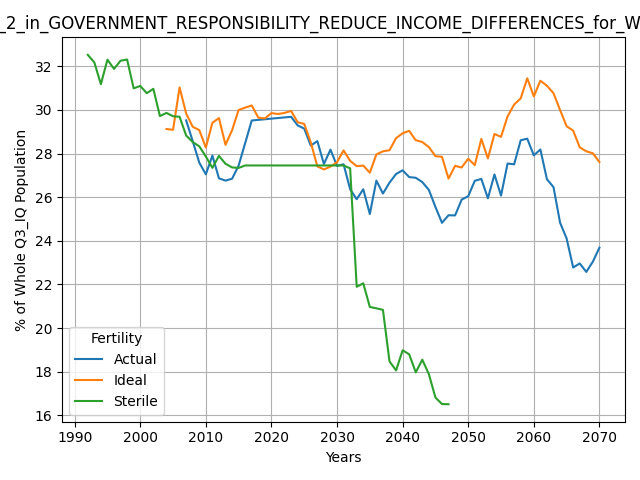 _2_in_GOVERNMENT_RESPONSIBILITY_REDUCE_INCOME_DIFFERENCES_for_W
% of Whole Q3_IQ Population
32
30
28
26
24
22
20
18
16
Fertility
Actual
Ideal
Sterile
1990 2000 2010 2020 2030 2040 2050 2060 2070
Years